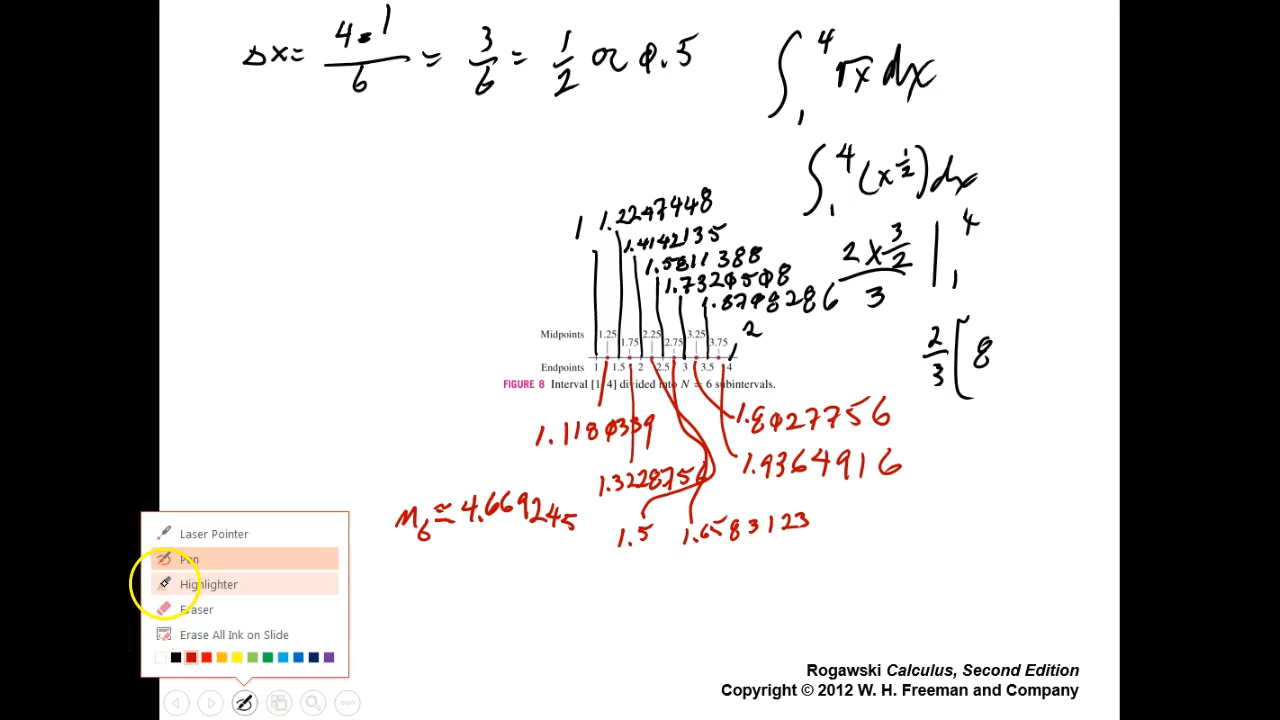 Δx = 4-1/6 = 3/6 = 1/2 or 0.5
∫₁⁴ √x dx
∫₁⁴ (x^1/2) dx
2x^3/2 / 3 |₁⁴
2/3 [8
1
1.2247448
1.4142135
1.5811388
1.7320508
1.8708286
2
Midpoints 1.25 1.75 2.25 2.75 3.25 3.75
Endpoints 1 1.5 2 2.5 3 3.5 4
FIGURE 8 Interval [1, 4] divided into N = 6 subintervals.
1.1180339
1.3228756
1.5
1.6583123
1.8027756
1.9364916
M₆ ≅ 4.669245
Laser Pointer
Pen
Highlighter
Eraser
Erase All Ink on Slide
Rogawski Calculus, Second Edition
Copyright © 2012 W. H. Freeman and Company